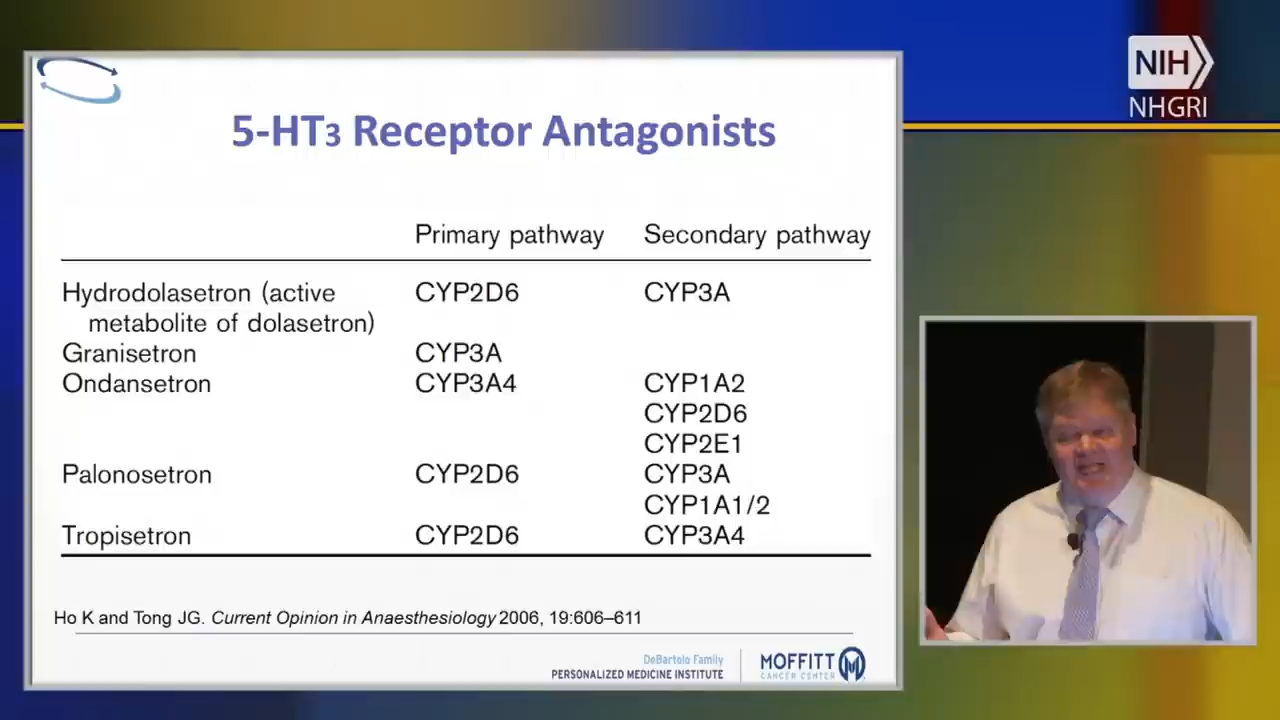 NIH
NHGRI
5-HT3 Receptor Antagonists
Primary pathway Secondary pathway
Hydrodolasetron (active CYP2D6 CYP3A
metabolite of dolasetron)
Granisetron CYP3A
Ondansetron CYP3A4 CYP1A2
CYP2D6
CYP2E1
Palonosetron CYP2D6 CYP3A
CYP1A1/2
Tropisetron CYP2D6 CYP3A4
Ho K and Tong JG. Current Opinion in Anaesthesiology 2006, 19:606–611
DeBartolo Family
PERSONALIZED MEDICINE INSTITUTE
MOFFITT
CANCER CENTER